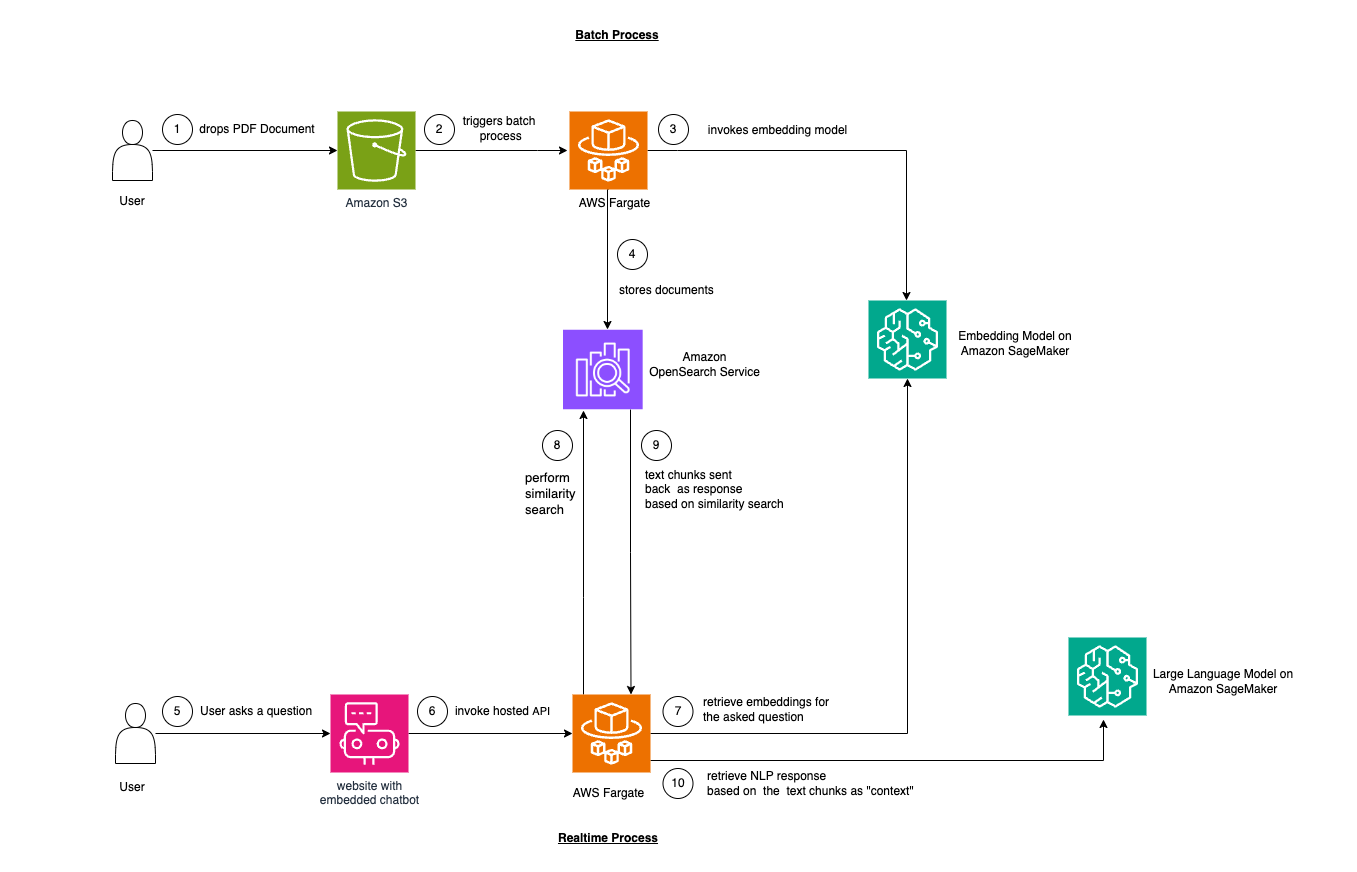 Batch Process
1
drops PDF Document
2
triggers batch
process
3
invokes embedding model
User
Amazon S3
AWS Fargate
4
stores documents
Amazon
OpenSearch Service
Embedding Model on
Amazon SageMaker
8
perform
similarity
search
9
text chunks sent
back as response
based on similarity search
5
User asks a question
6
invoke hosted API
7
retrieve embeddings for
the asked question
Large Language Model on
Amazon SageMaker
User
website with
embedded chatbot
AWS Fargate
10
retrieve NLP response
based on the text chunks as "context"
Realtime Process